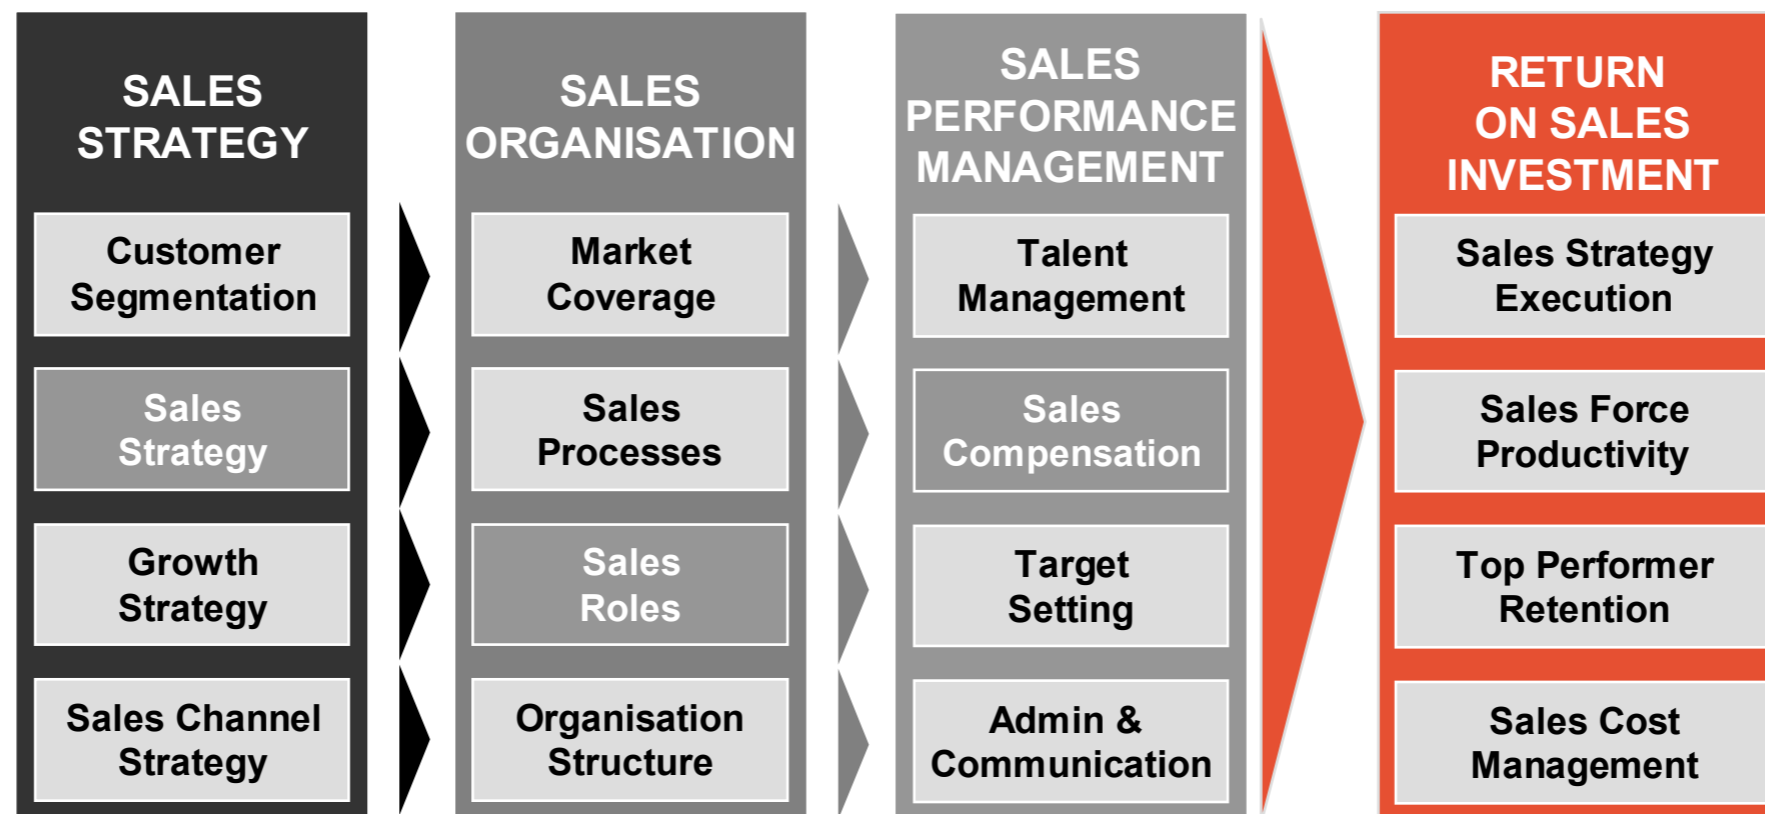 SALES
STRATEGY
Customer
Segmentation
Sales
Strategy
Growth
Strategy
Sales Channel
Strategy
SALES
ORGANISATION
Market
Coverage
Sales
Processes
Sales
Roles
Organisation
Structure
SALES
PERFORMANCE
MANAGEMENT
Talent
Management
Sales
Compensation
Target
Setting
Admin &
Communication
RETURN
ON SALES
INVESTMENT
Sales Strategy
Execution
Sales Force
Productivity
Top Performer
Retention
Sales Cost
Management